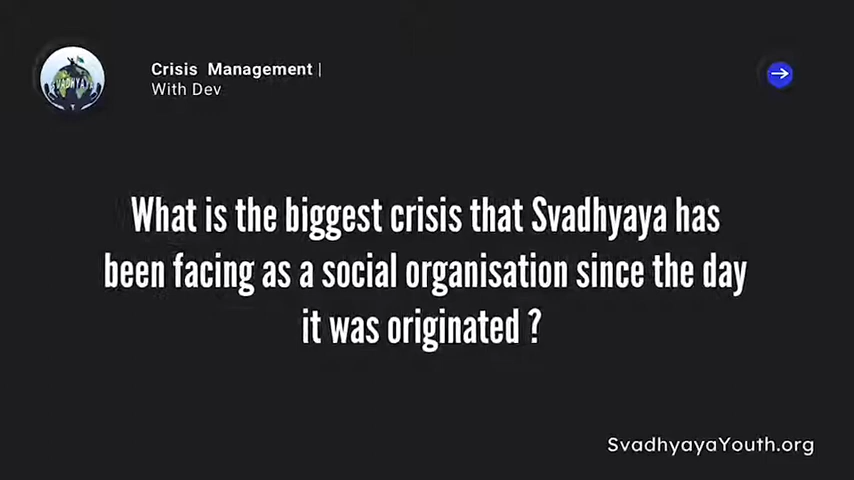 SVADHYAYA
Crisis Management |
With Dev
What is the biggest crisis that Svadhyaya has
been facing as a social organisation since the day
it was originated ?
SvadhyayaYouth.org